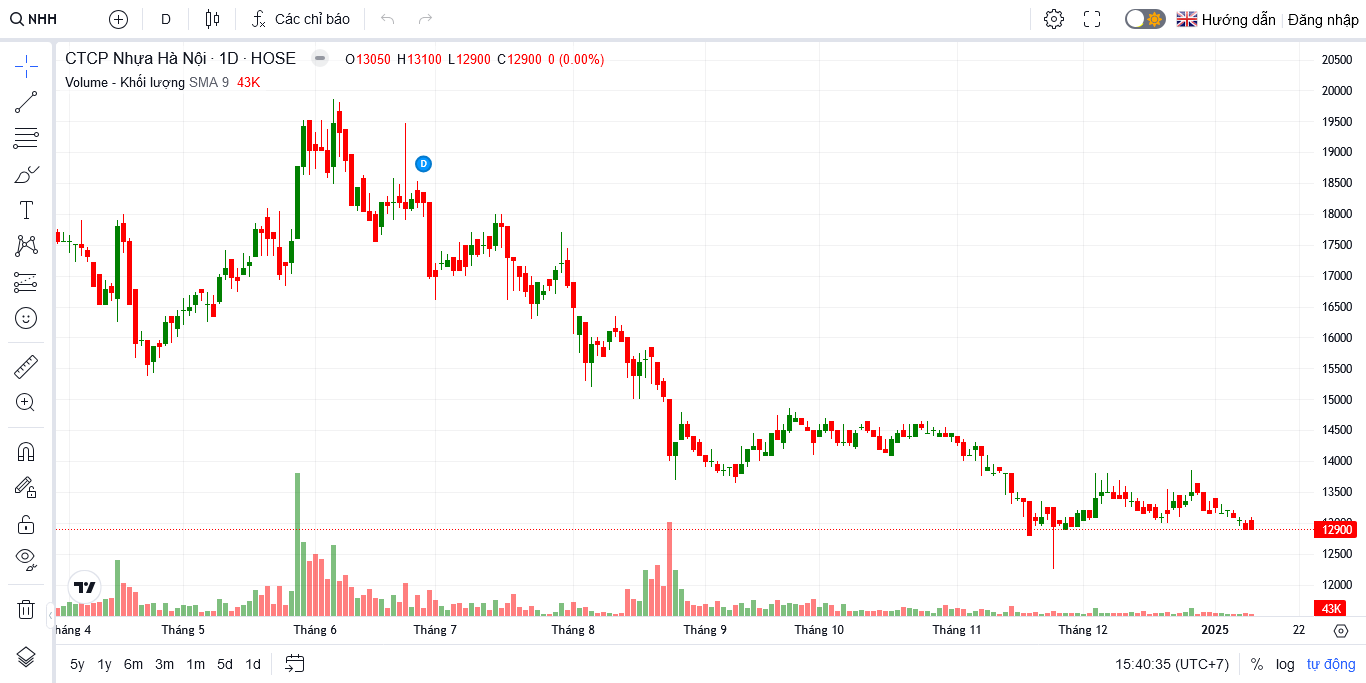 NHH D Các chỉ báo Hướng dẫn Đăng nhập
CTCP Nhựa Hà Nội · 1D · HOSE O13050 H13100 L12900 C12900 0 (0.00%)
Volume - Khối lượng SMA 9 43K
D
20500
20000
19500
19000
18500
18000
17500
17000
16500
16000
15500
15000
14500
14000
13500
13000
12900
12500
12000
43K
háng 4 Tháng 5 Tháng 6 Tháng 7 Tháng 8 Tháng 9 Tháng 10 Tháng 11 Tháng 12 2025 22
5y 1y 6m 3m 1m 5d 1d 15:40:35 (UTC+7) % log tự động